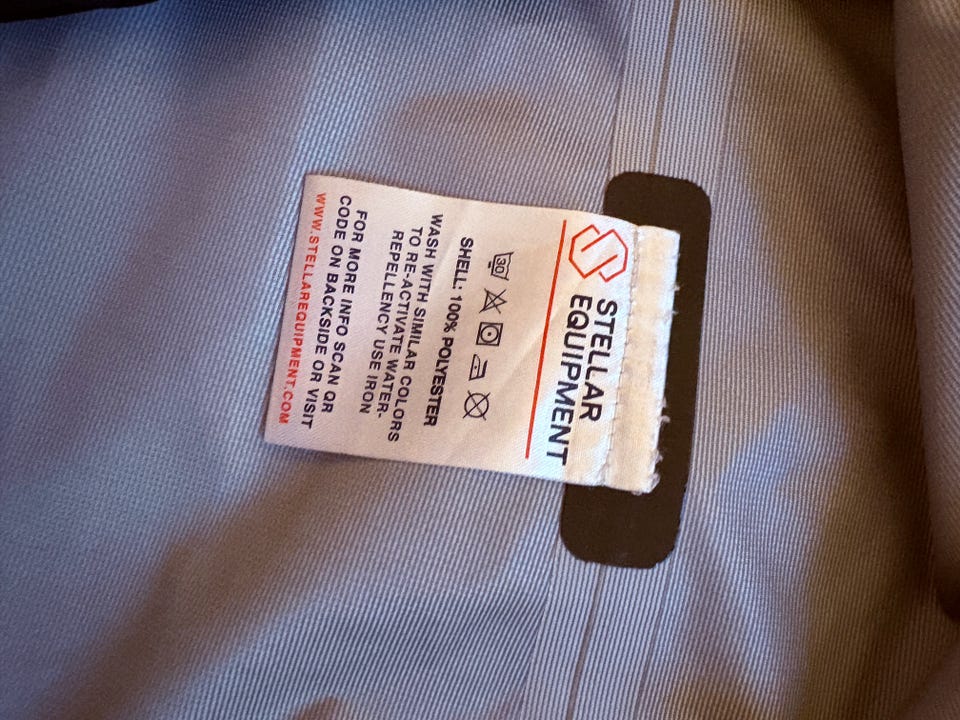 STELLAR
EQUIPMENT
30
SHELL: 100% POLYESTER
WASH WITH SIMILAR COLORS
TO RE-ACTIVATE WATER-
REPELLENCY USE IRON
FOR MORE INFO SCAN QR
CODE ON BACKSIDE OR VISIT
WWW.STELLAREQUIPMENT.COM